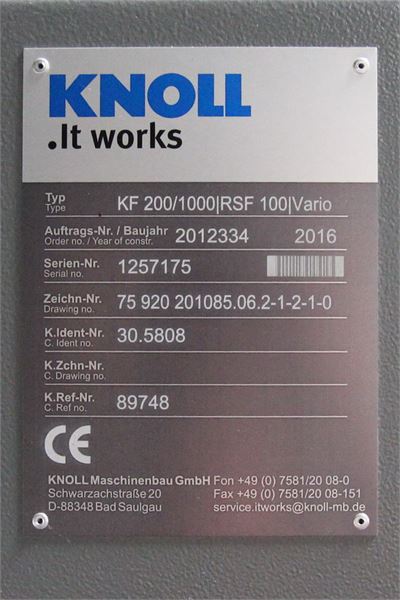 KNOLL
.It works
Typ
Type
KF 200/1000|RSF 100|Vario
Auftrags-Nr. / Baujahr
Order no. / Year of constr.
2012334 2016
Serien-Nr.
Serial no.
1257175
Zeichn-Nr.
Drawing no.
75 920 201085.06.2-1-2-1-0
K.Ident-Nr.
C. Ident no.
30.5808
K.Zchn-Nr.
C. Drawing no.
K.Ref-Nr.
C. Ref no.
89748
CE
KNOLL Maschinenbau GmbH Fon +49 (0) 7581/20 08-0
Schwarzachstraße 20 Fax +49 (0) 7581/20 08-151
D-88348 Bad Saulgau service.itworks@knoll-mb.de